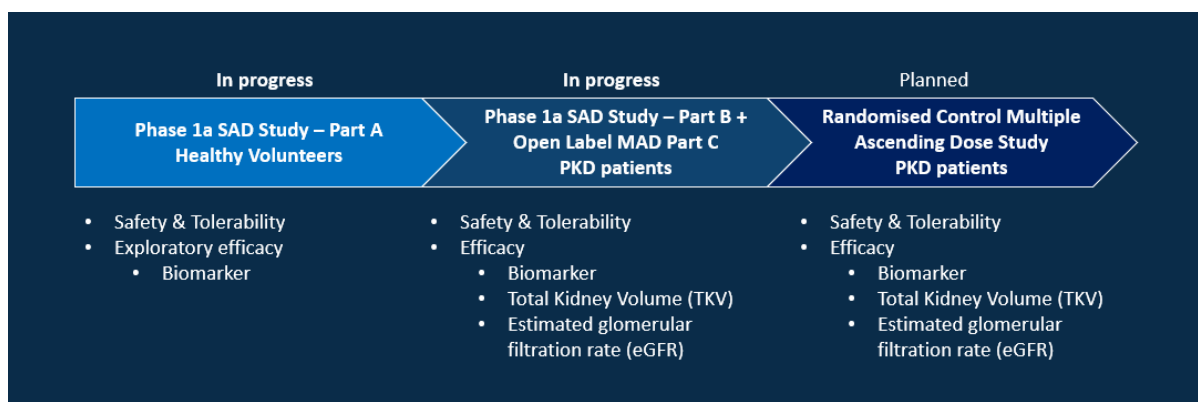 In progress
Phase 1a SAD Study – Part A
Healthy Volunteers
• Safety & Tolerability
• Exploratory efficacy
• Biomarker
In progress
Phase 1a SAD Study – Part B +
Open Label MAD Part C
PKD patients
• Safety & Tolerability
• Efficacy
• Biomarker
• Total Kidney Volume (TKV)
• Estimated glomerular
filtration rate (eGFR)
Planned
Randomised Control Multiple
Ascending Dose Study
PKD patients
• Safety & Tolerability
• Efficacy
• Biomarker
• Total Kidney Volume (TKV)
• Estimated glomerular
filtration rate (eGFR)